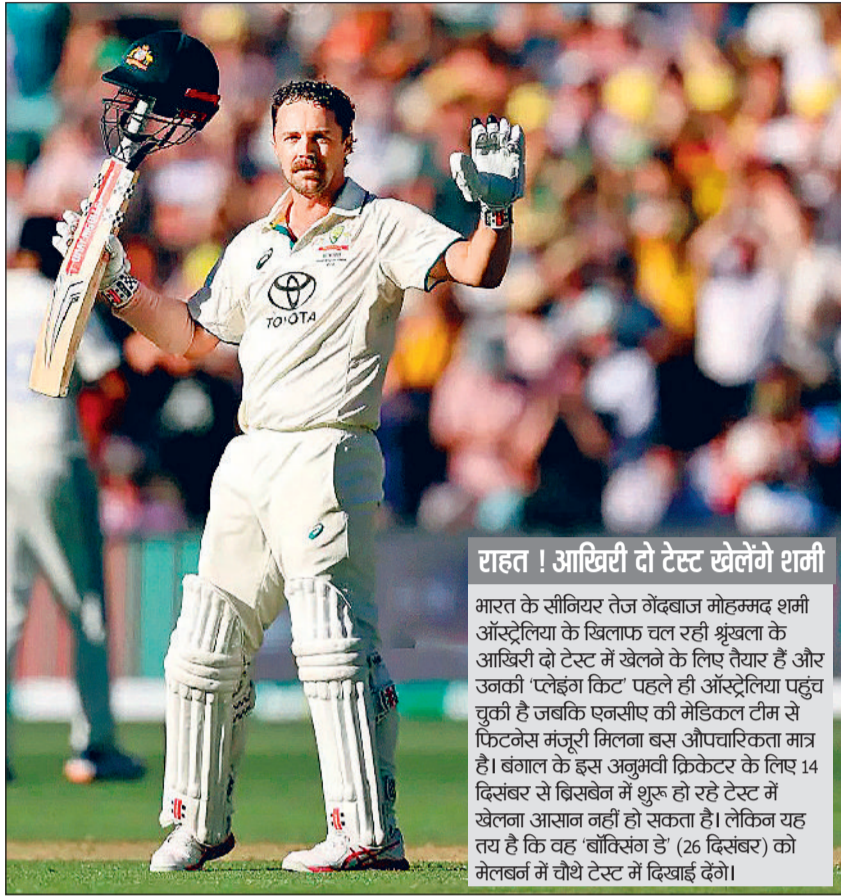 TOYOTA
राहत ! आखिरी दो टेस्ट खेलेंगे शमी
भारत के सीनियर तेज गेंदबाज मोहम्मद शमी
ऑस्ट्रेलिया के खिलाफ चल रही श्रृंखला के
आखिरी दो टेस्ट में खेलने के लिए तैयार हैं और
उनकी 'प्लेइंग किट' पहले ही ऑस्ट्रेलिया पहुंच
चुकी है जबकि एनसीए की मेडिकल टीम से
फिटनेस मंजूरी मिलना बस औपचारिकता मात्र
है। बंगाल के इस अनुभवी क्रिकेटर के लिए 14
दिसंबर से ब्रिसबेन में शुरू हो रहे टेस्ट में
खेलना आसान नहीं हो सकता है। लेकिन यह
तय है कि वह 'बॉक्सिंग डे' (26 दिसंबर) को
मेलबर्न में चौथे टेस्ट में दिखाई देंगे।